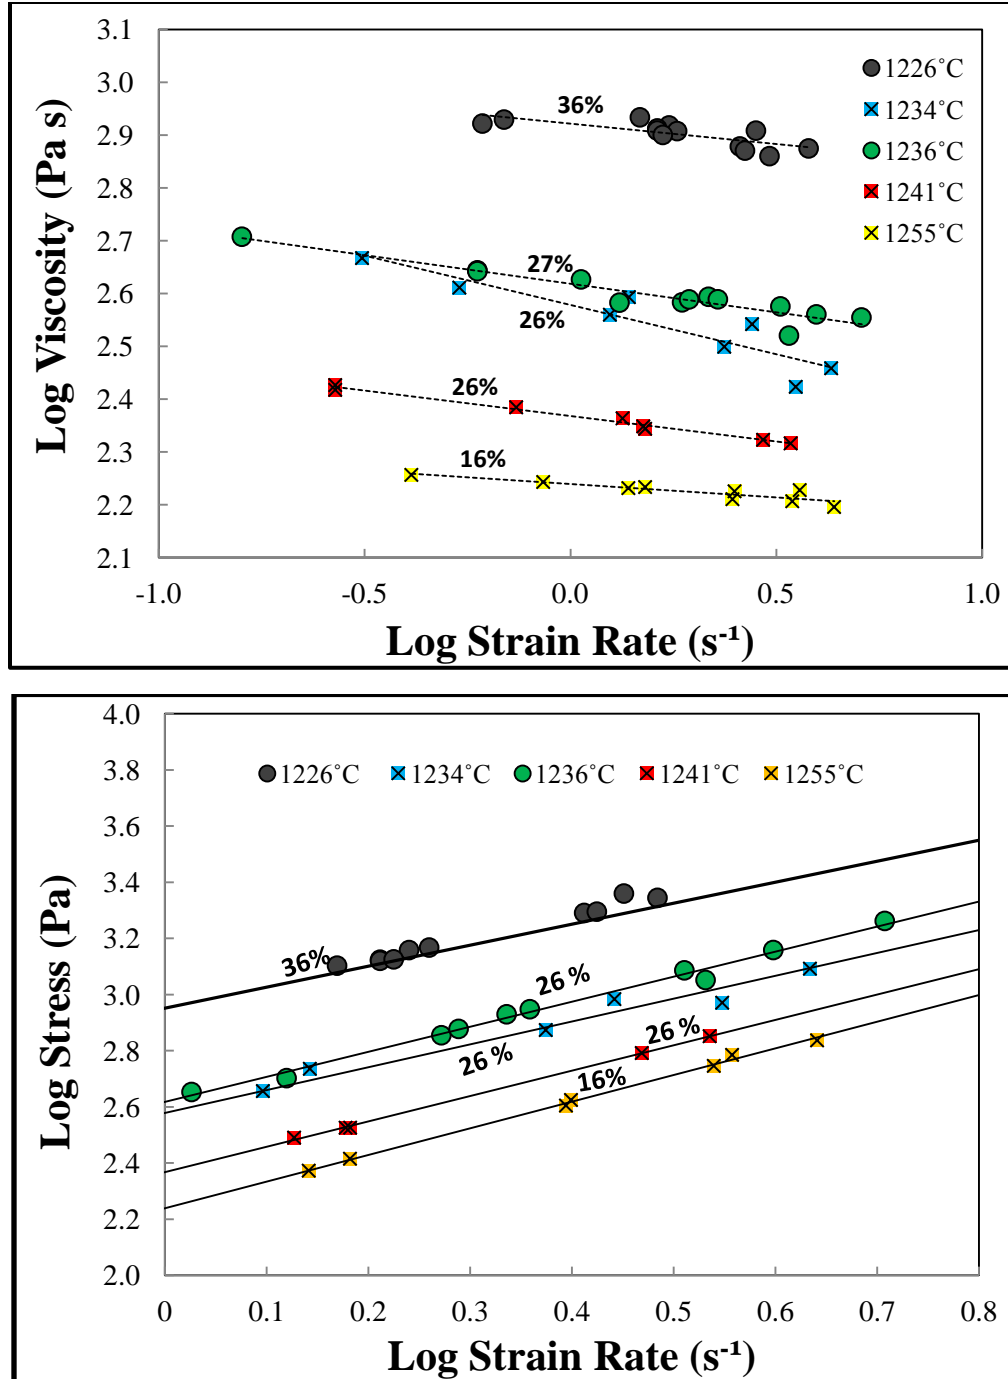 3.1
3.0
2.9
2.8
2.7
2.6
2.5
2.4
2.3
2.2
2.1
Log Viscosity (Pa s)
1226˚C
1234˚C
1236˚C
1241˚C
1255˚C
36%
27%
26%
26%
16%
-1.0 -0.5 0.0 0.5 1.0
Log Strain Rate (s⁻¹)
4.0
3.8
3.6
3.4
3.2
3.0
2.8
2.6
2.4
2.2
2.0
Log Stress (Pa)
1226˚C 1234˚C 1236˚C 1241˚C 1255˚C
36%
26 %
26 %
26 %
16%
0 0.1 0.2 0.3 0.4 0.5 0.6 0.7 0.8
Log Strain Rate (s⁻¹)